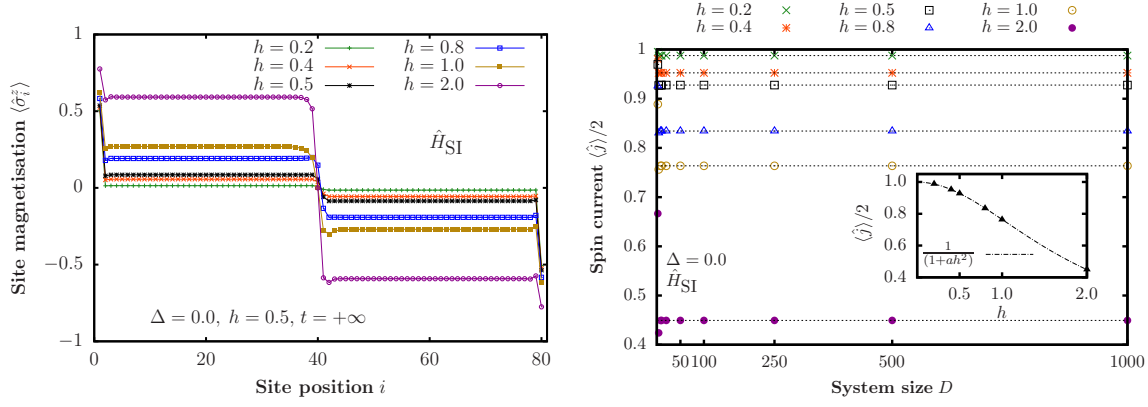 Site magnetisation ⟨σ̂ᵢᶻ⟩
1
0.5
0
−0.5
−1
h = 0.2
h = 0.4
h = 0.5
h = 0.8
h = 1.0
h = 2.0
Ĥ_SI
Δ = 0.0, h = 0.5, t = +∞
0 20 40 60 80
Site position i
h = 0.2
h = 0.4
h = 0.5
h = 0.8
h = 1.0
h = 2.0
Spin current ⟨ĵ⟩/2
1
0.9
0.8
0.7
0.6
0.5
0.4
Δ = 0.0
Ĥ_SI
⟨ĵ⟩/2
1.0
0.8
0.6
0.4
1/(1+ah²)
0.5 1.0 2.0
h
50 100 250 500 1000
System size D